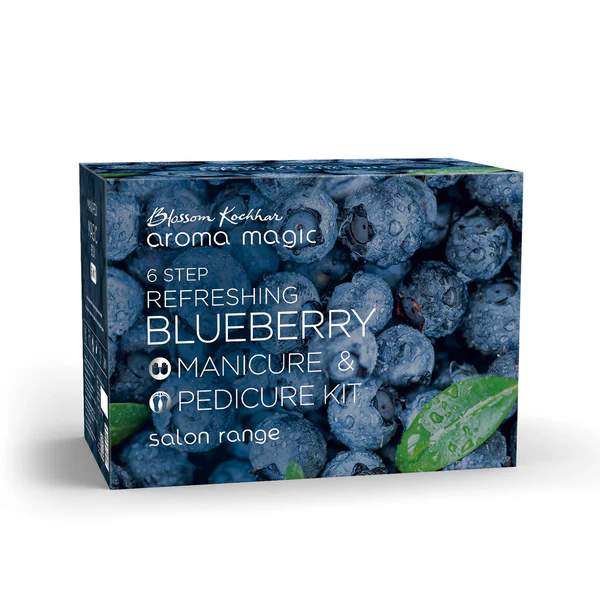 Blossom Kochhar
aroma magic
6 STEP
REFRESHING
BLUEBERRY
MANICURE &
PEDICURE KIT
salon range